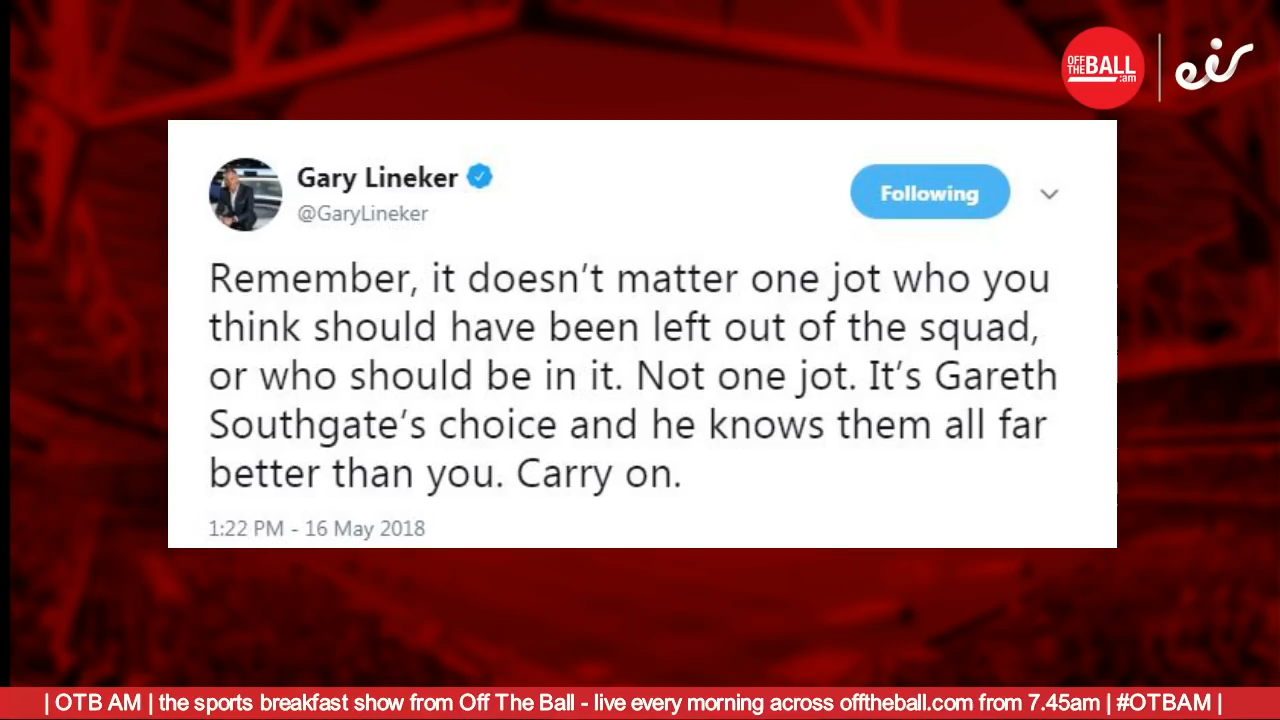 OFF
THE BALL
:am
eir
Gary Lineker
@GaryLineker
Following
Remember, it doesn’t matter one jot who you
think should have been left out of the squad,
or who should be in it. Not one jot. It’s Gareth
Southgate’s choice and he knows them all far
better than you. Carry on.
1:22 PM - 16 May 2018
| OTB AM | the sports breakfast show from Off The Ball - live every morning across offtheball.com from 7.45am | #OTBAM |